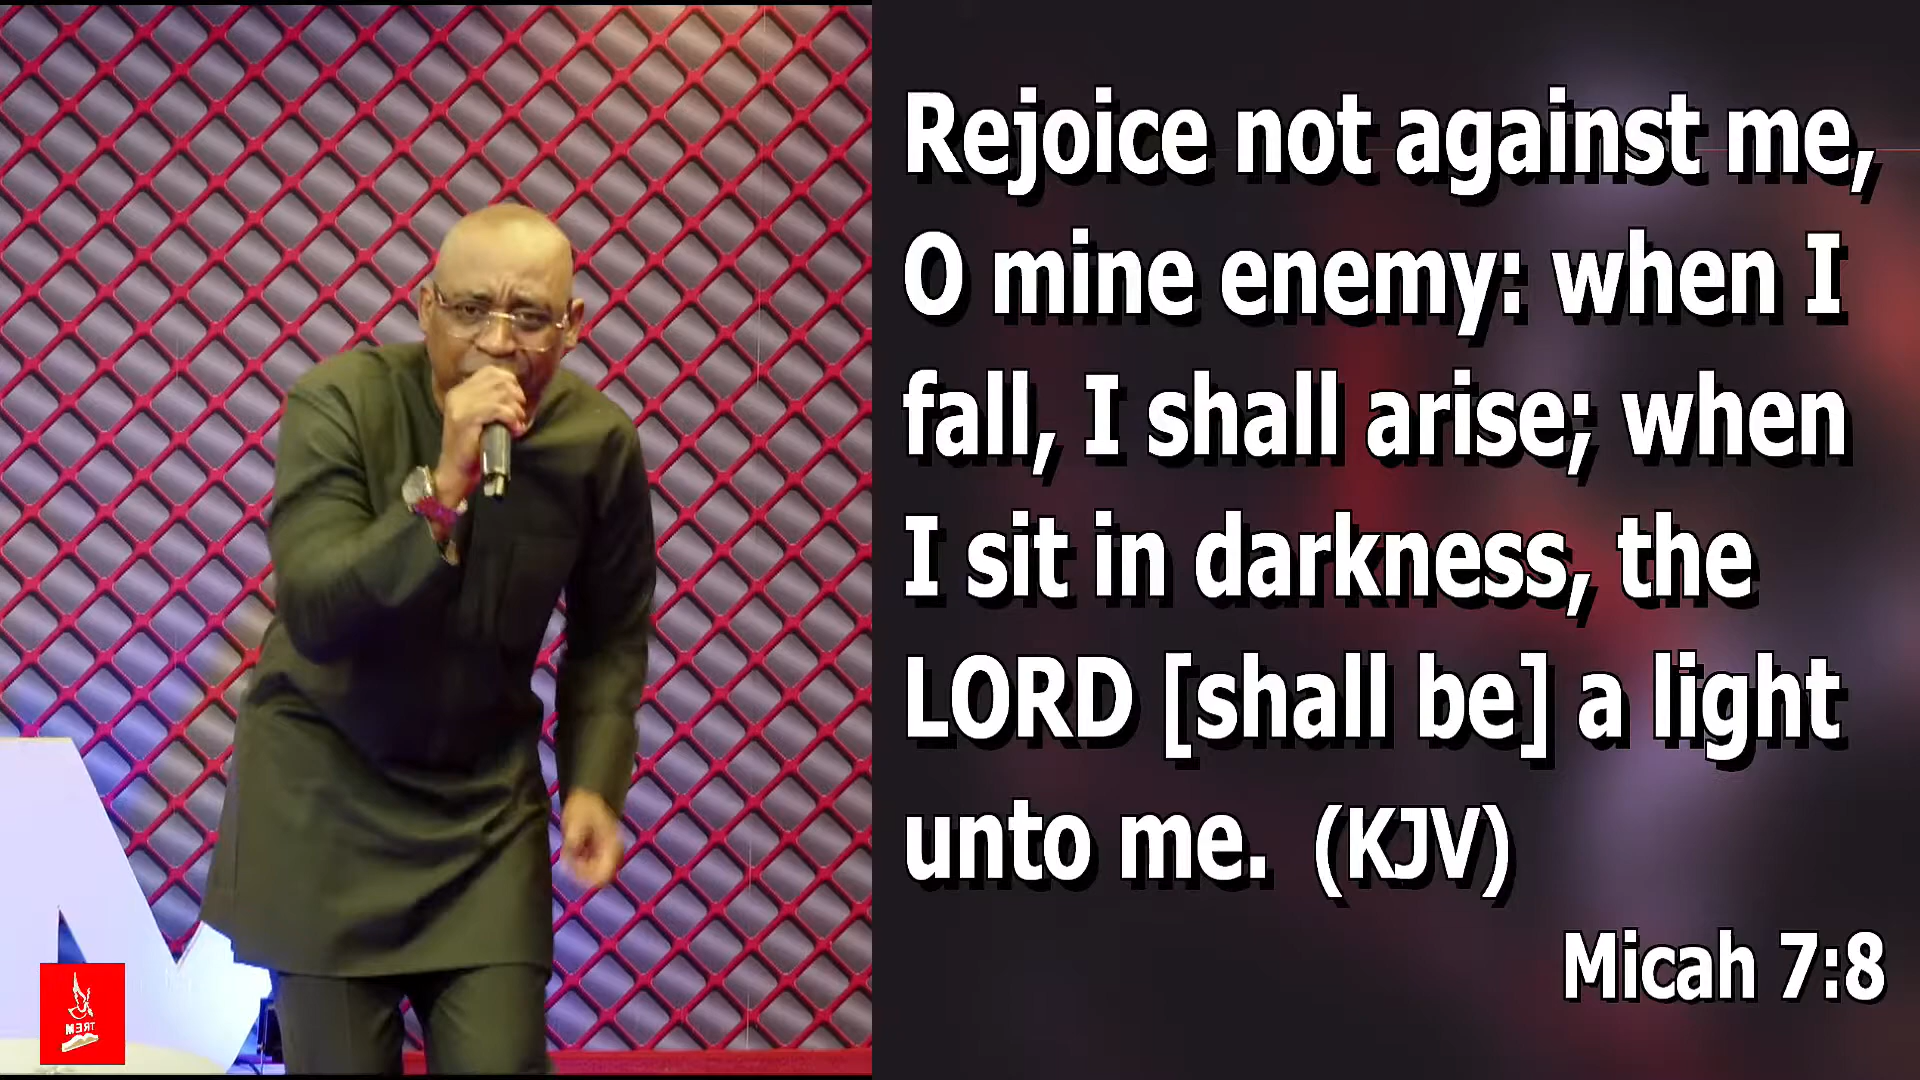 Rejoice not against me,
O mine enemy: when I
fall, I shall arise; when
I sit in darkness, the
LORD [shall be] a light
unto me. (KJV)
Micah 7:8
TREM